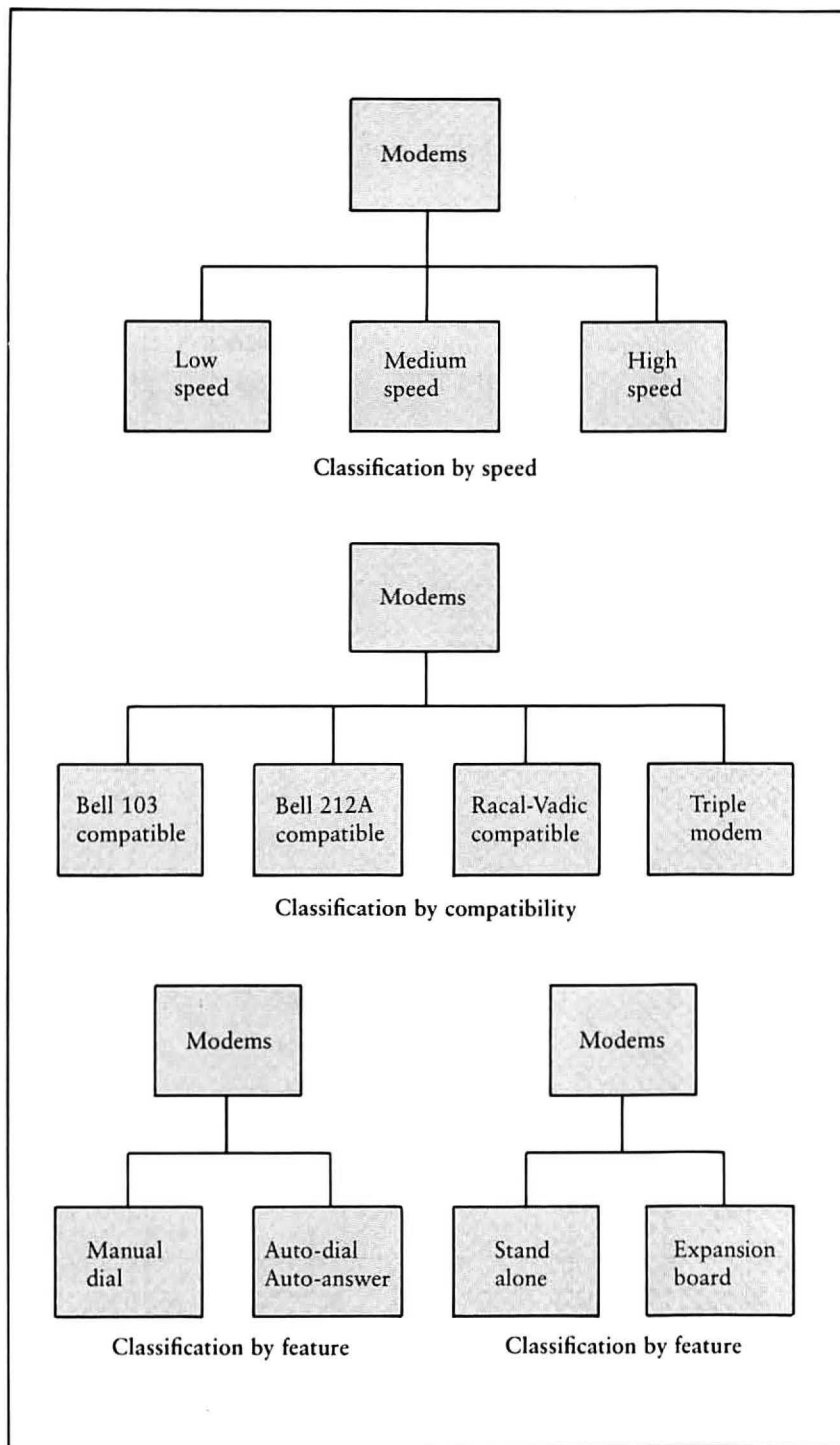 Modems
Low
speed
Medium
speed
High
speed
Classification by speed
Modems
Bell 103
compatible
Bell 212A
compatible
Racal-Vadic
compatible
Triple
modem
Classification by compatibility
Modems
Manual
dial
Auto-dial
Auto-answer
Classification by feature
Modems
Stand
alone
Expansion
board
Classification by feature